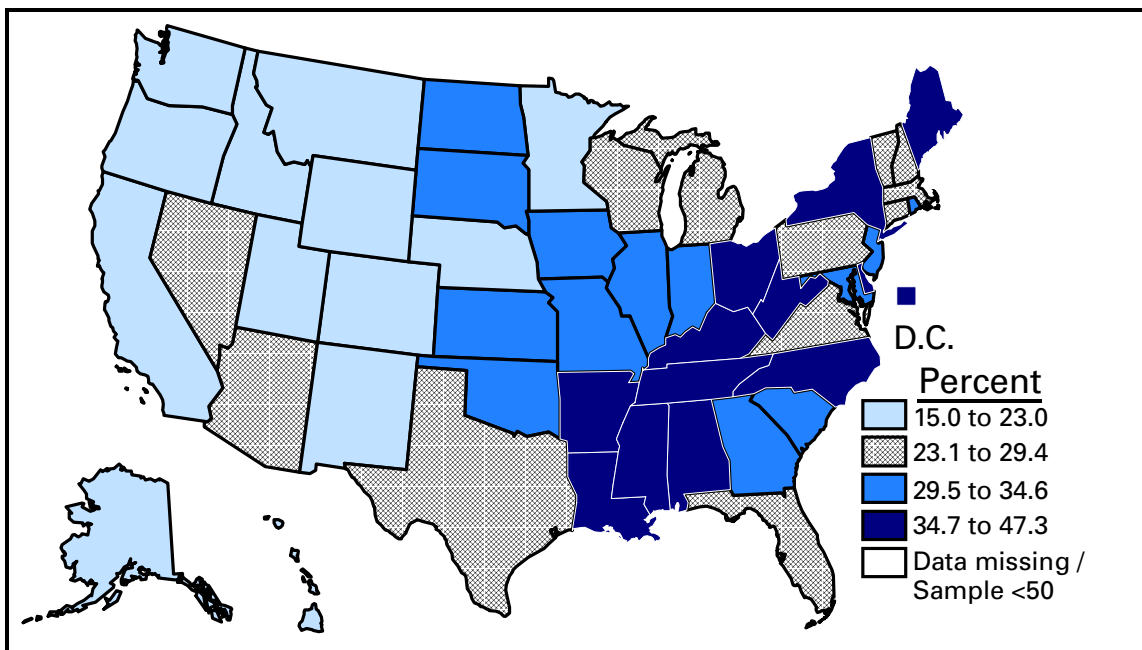 D.C.
Percent
15.0 to 23.0
23.1 to 29.4
29.5 to 34.6
34.7 to 47.3
Data missing /
Sample <50